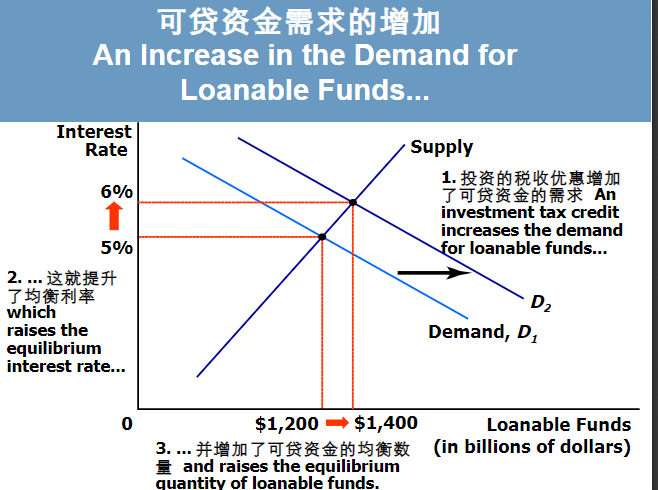 可贷资金需求的增加
An Increase in the Demand for
Loanable Funds...
Interest
Rate
Supply
1. 投资的税收优惠增加
了可贷资金的需求 An
investment tax credit
increases the demand
for loanable funds...
6%
5%
2. ... 这就提升
了均衡利率
which
raises the
equilibrium
interest rate...
D2
Demand, D1
0
$1,200
$1,400
Loanable Funds
(in billions of dollars)
3. ... 并增加了可贷资金的均衡数
量 and raises the equilibrium
quantity of loanable funds.